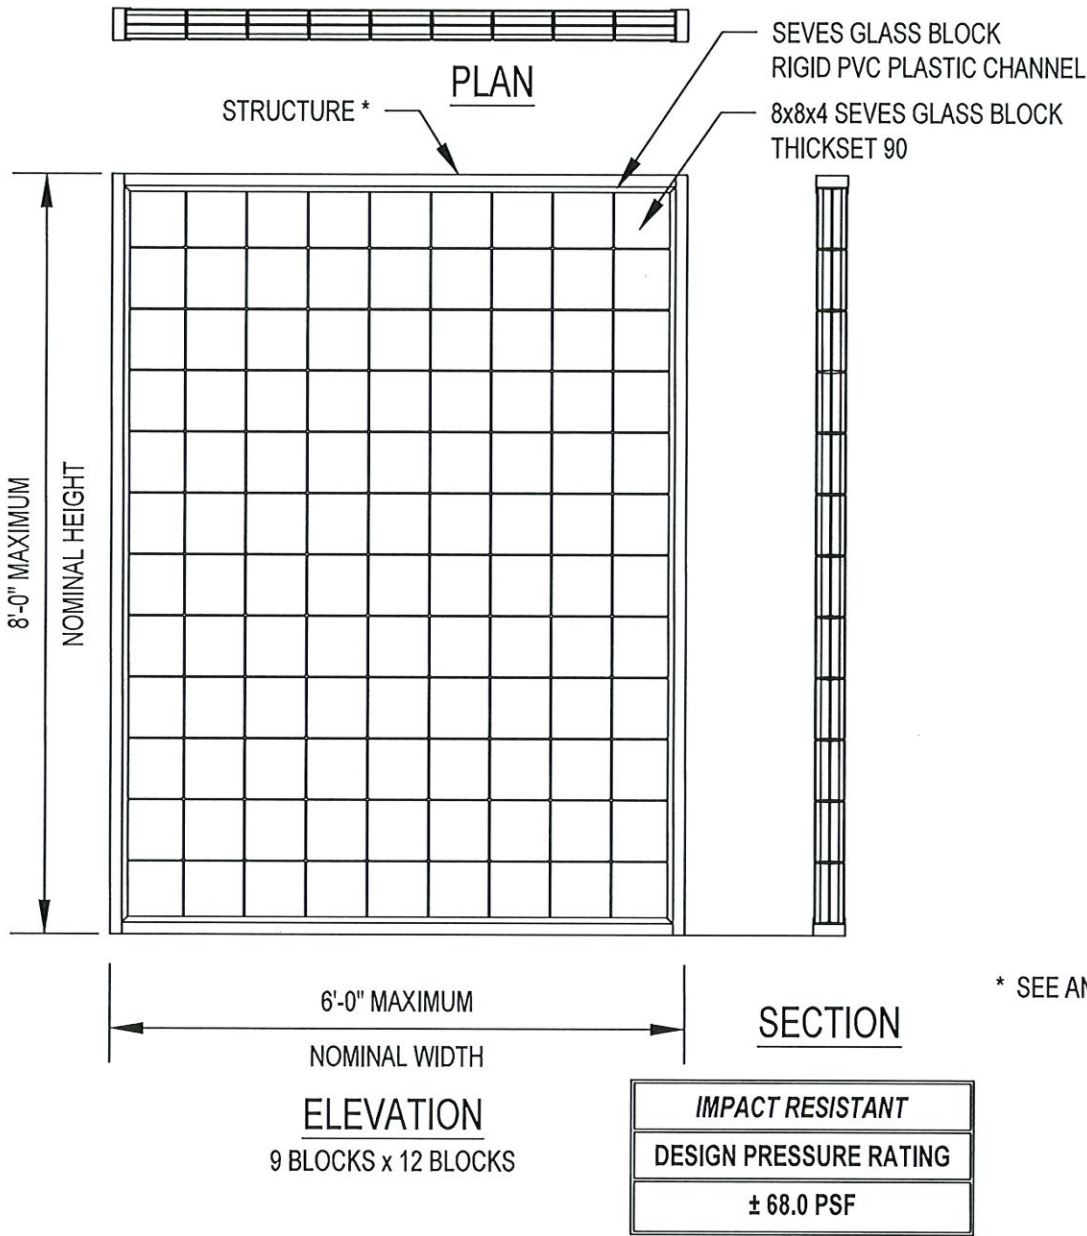 PLAN
SEVES GLASS BLOCK
RIGID PVC PLASTIC CHANNEL
STRUCTURE *
8x8x4 SEVES GLASS BLOCK
THICKSET 90
8'-0" MAXIMUM
NOMINAL HEIGHT
6'-0" MAXIMUM
NOMINAL WIDTH
ELEVATION
9 BLOCKS x 12 BLOCKS
SECTION
* SEE AN
IMPACT RESISTANT
DESIGN PRESSURE RATING
± 68.0 PSF